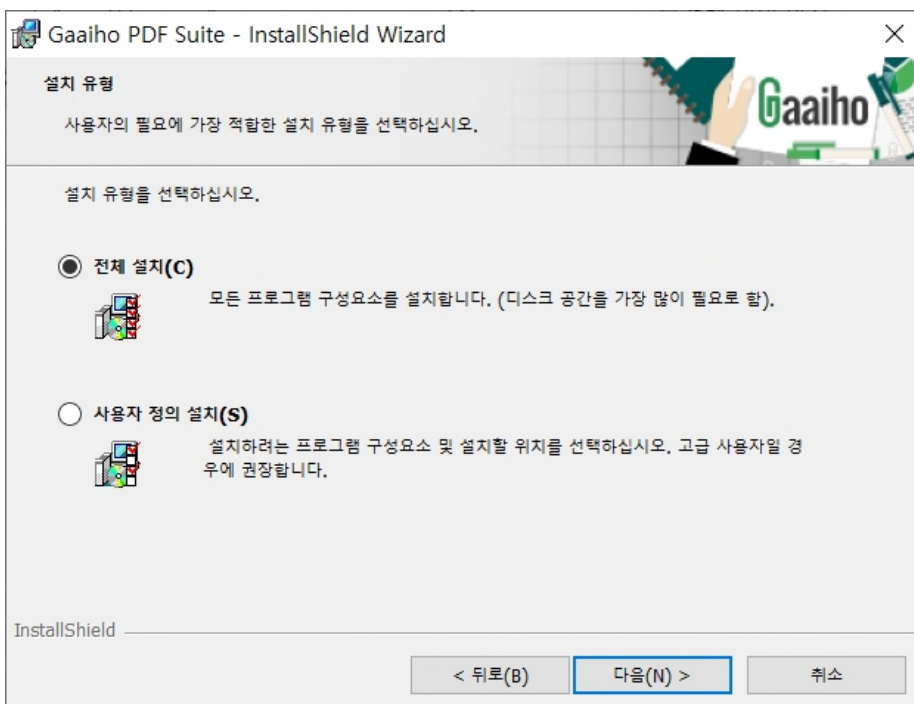 Gaaiho PDF Suite - InstallShield Wizard
설치 유형
사용자의 필요에 가장 적합한 설치 유형을 선택하십시오.
Gaaiho
설치 유형을 선택하십시오.
전체 설치(C)
모든 프로그램 구성요소를 설치합니다. (디스크 공간을 가장 많이 필요로 함).
사용자 정의 설치(S)
설치하려는 프로그램 구성요소 및 설치할 위치를 선택하십시오. 고급 사용자일 경
우에 권장합니다.
InstallShield
< 뒤로(B) 다음(N) > 취소